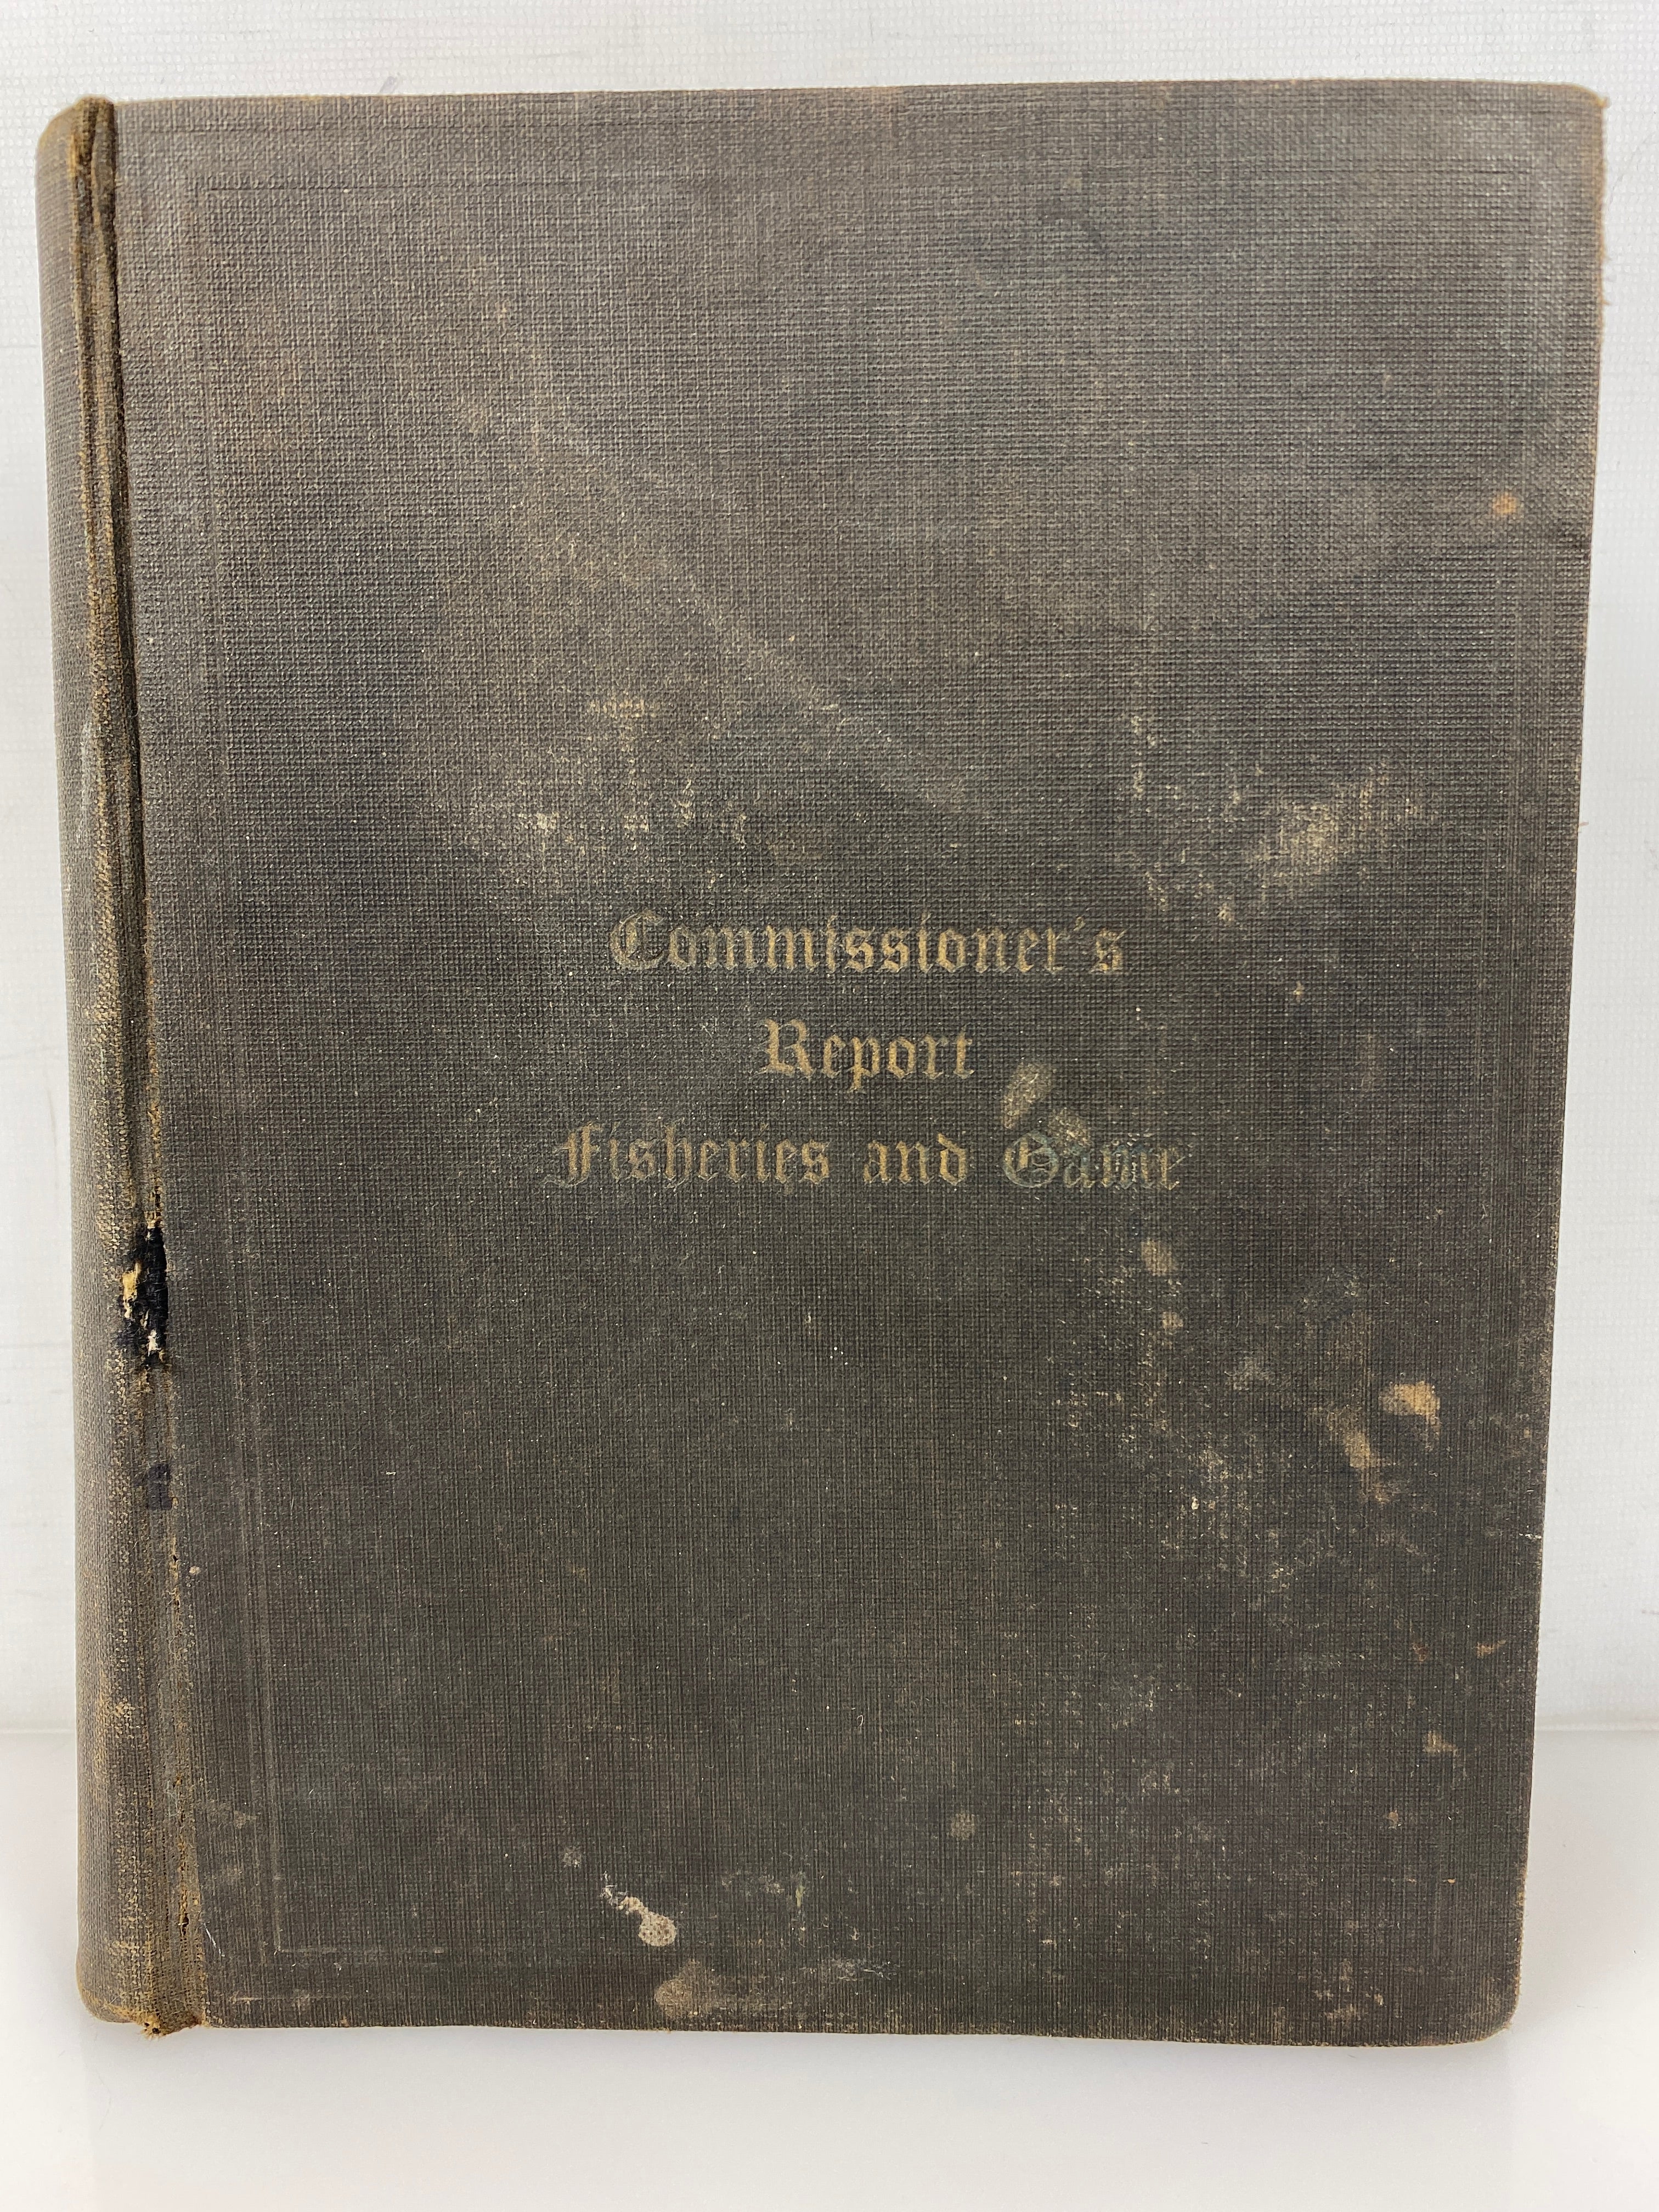 Commissioner's
Report
Fisheries and Game